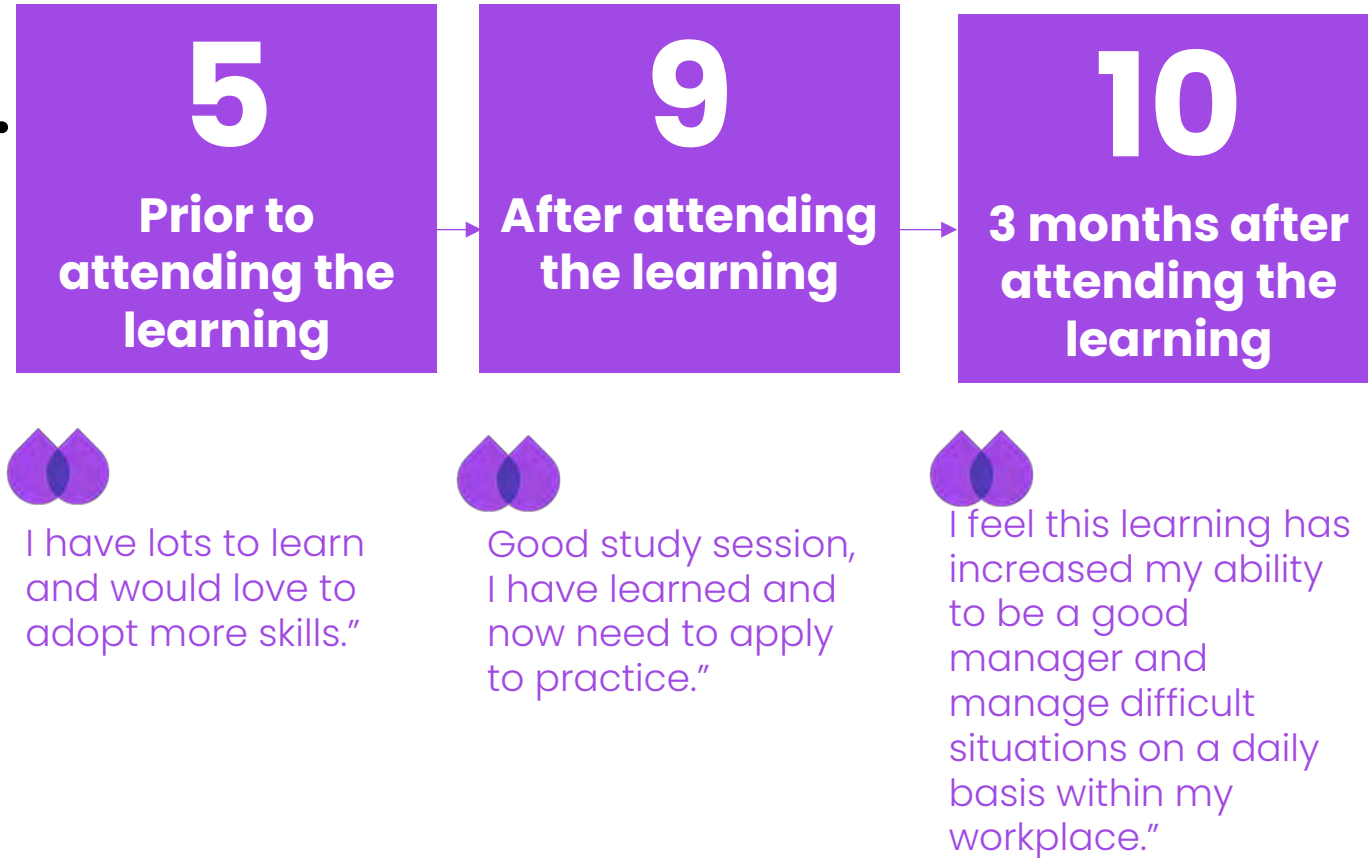 5
Prior to
attending the
learning
9
After attending
the learning
10
3 months after
attending the
learning
I have lots to learn
and would love to
adopt more skills.”
Good study session,
I have learned and
now need to apply
to practice.”
I feel this learning has
increased my ability
to be a good
manager and
manage difficult
situations on a daily
basis within my
workplace.”